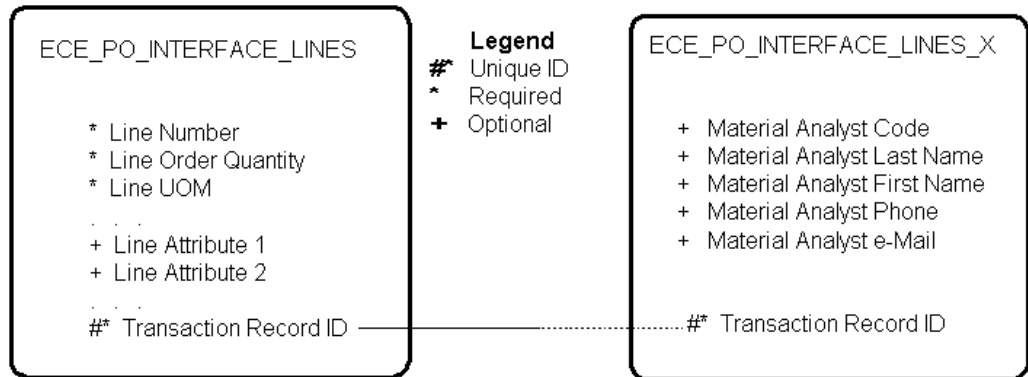 ECE_PO_INTERFACE_LINES
* Line Number
* Line Order Quantity
* Line UOM
. . .
+ Line Attribute 1
+ Line Attribute 2
. . .
#* Transaction Record ID
Legend
#* Unique ID
* Required
+ Optional
ECE_PO_INTERFACE_LINES_X
+ Material Analyst Code
+ Material Analyst Last Name
+ Material Analyst First Name
+ Material Analyst Phone
+ Material Analyst e-Mail
#* Transaction Record ID